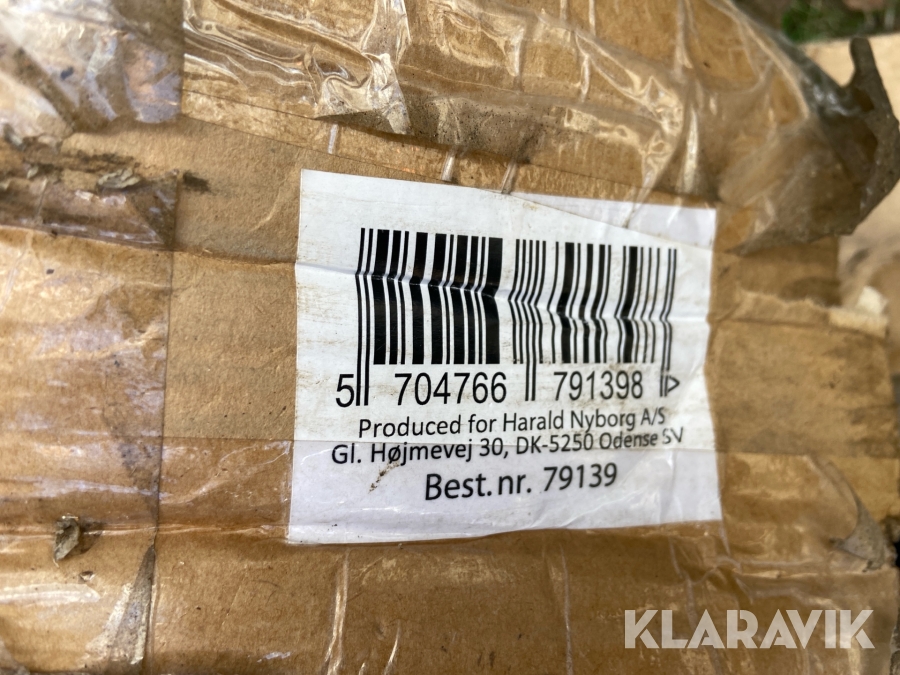 5 704766 791398 >
Produced for Harald Nyborg A/S
Gl. Højmevej 30, DK-5250 Odense SV
Best.nr. 79139
KLARAVIK